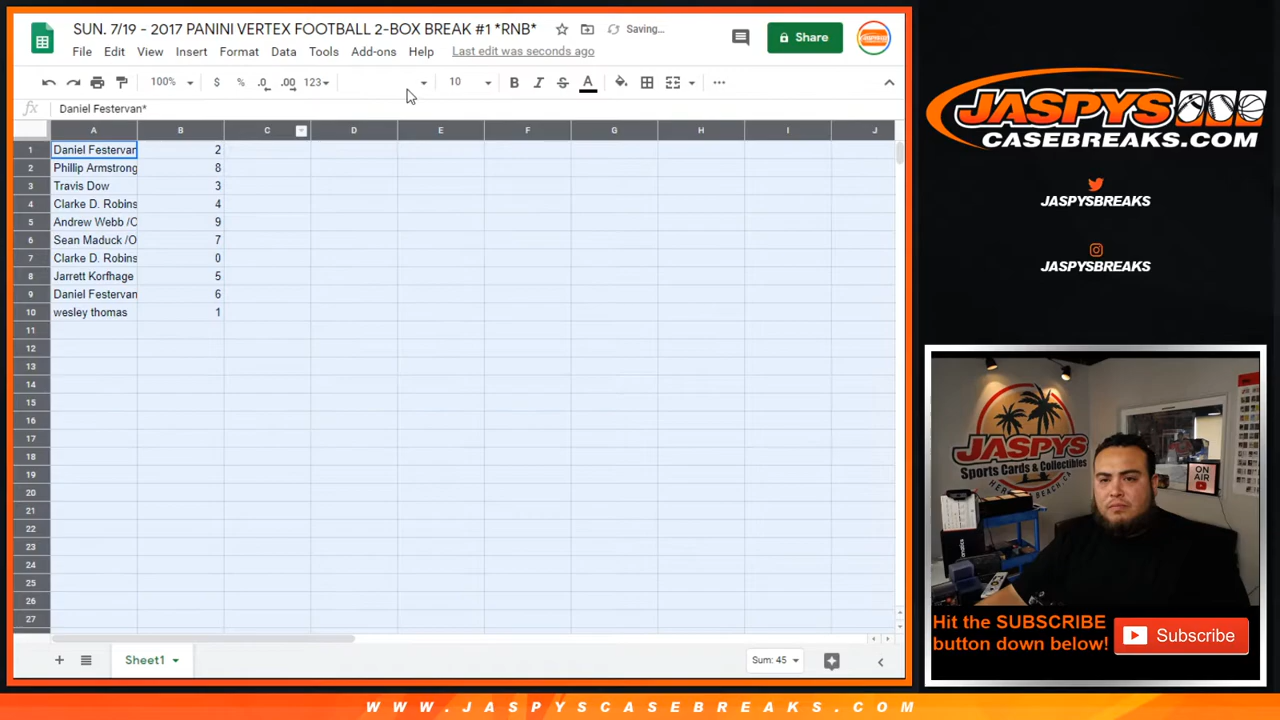 SUN. 7/19 - 2017 PANINI VERTEX FOOTBALL 2-BOX BREAK #1 *RNB*
Saving...
Share
File Edit View Insert Format Data Tools Add-ons Help Last edit was seconds ago
100% $ % .0 .00 123 10 B I S A
fx Daniel Festervan*
A B C D E F G H I J
1 Daniel Festervan 2
2 Phillip Armstrong 8
3 Travis Dow 3
4 Clarke D. Robins 4
5 Andrew Webb /O 9
6 Sean Maduck /O 7
7 Clarke D. Robins 0
8 Jarrett Korfhage 5
9 Daniel Festervan 6
10 wesley thomas 1
11
12
13
14
15
16
17
18
19
20
21
22
23
24
25
26
27
Sheet1
Sum: 45
JASPYS
CASEBREAKS.COM
JASPYSBREAKS
JASPYSBREAKS
JASPYS
Sports Cards & Collectibles
ON AIR
Hit the SUBSCRIBE
button down below!
Subscribe
WWW.JASPYSCASEBREAKS.COM